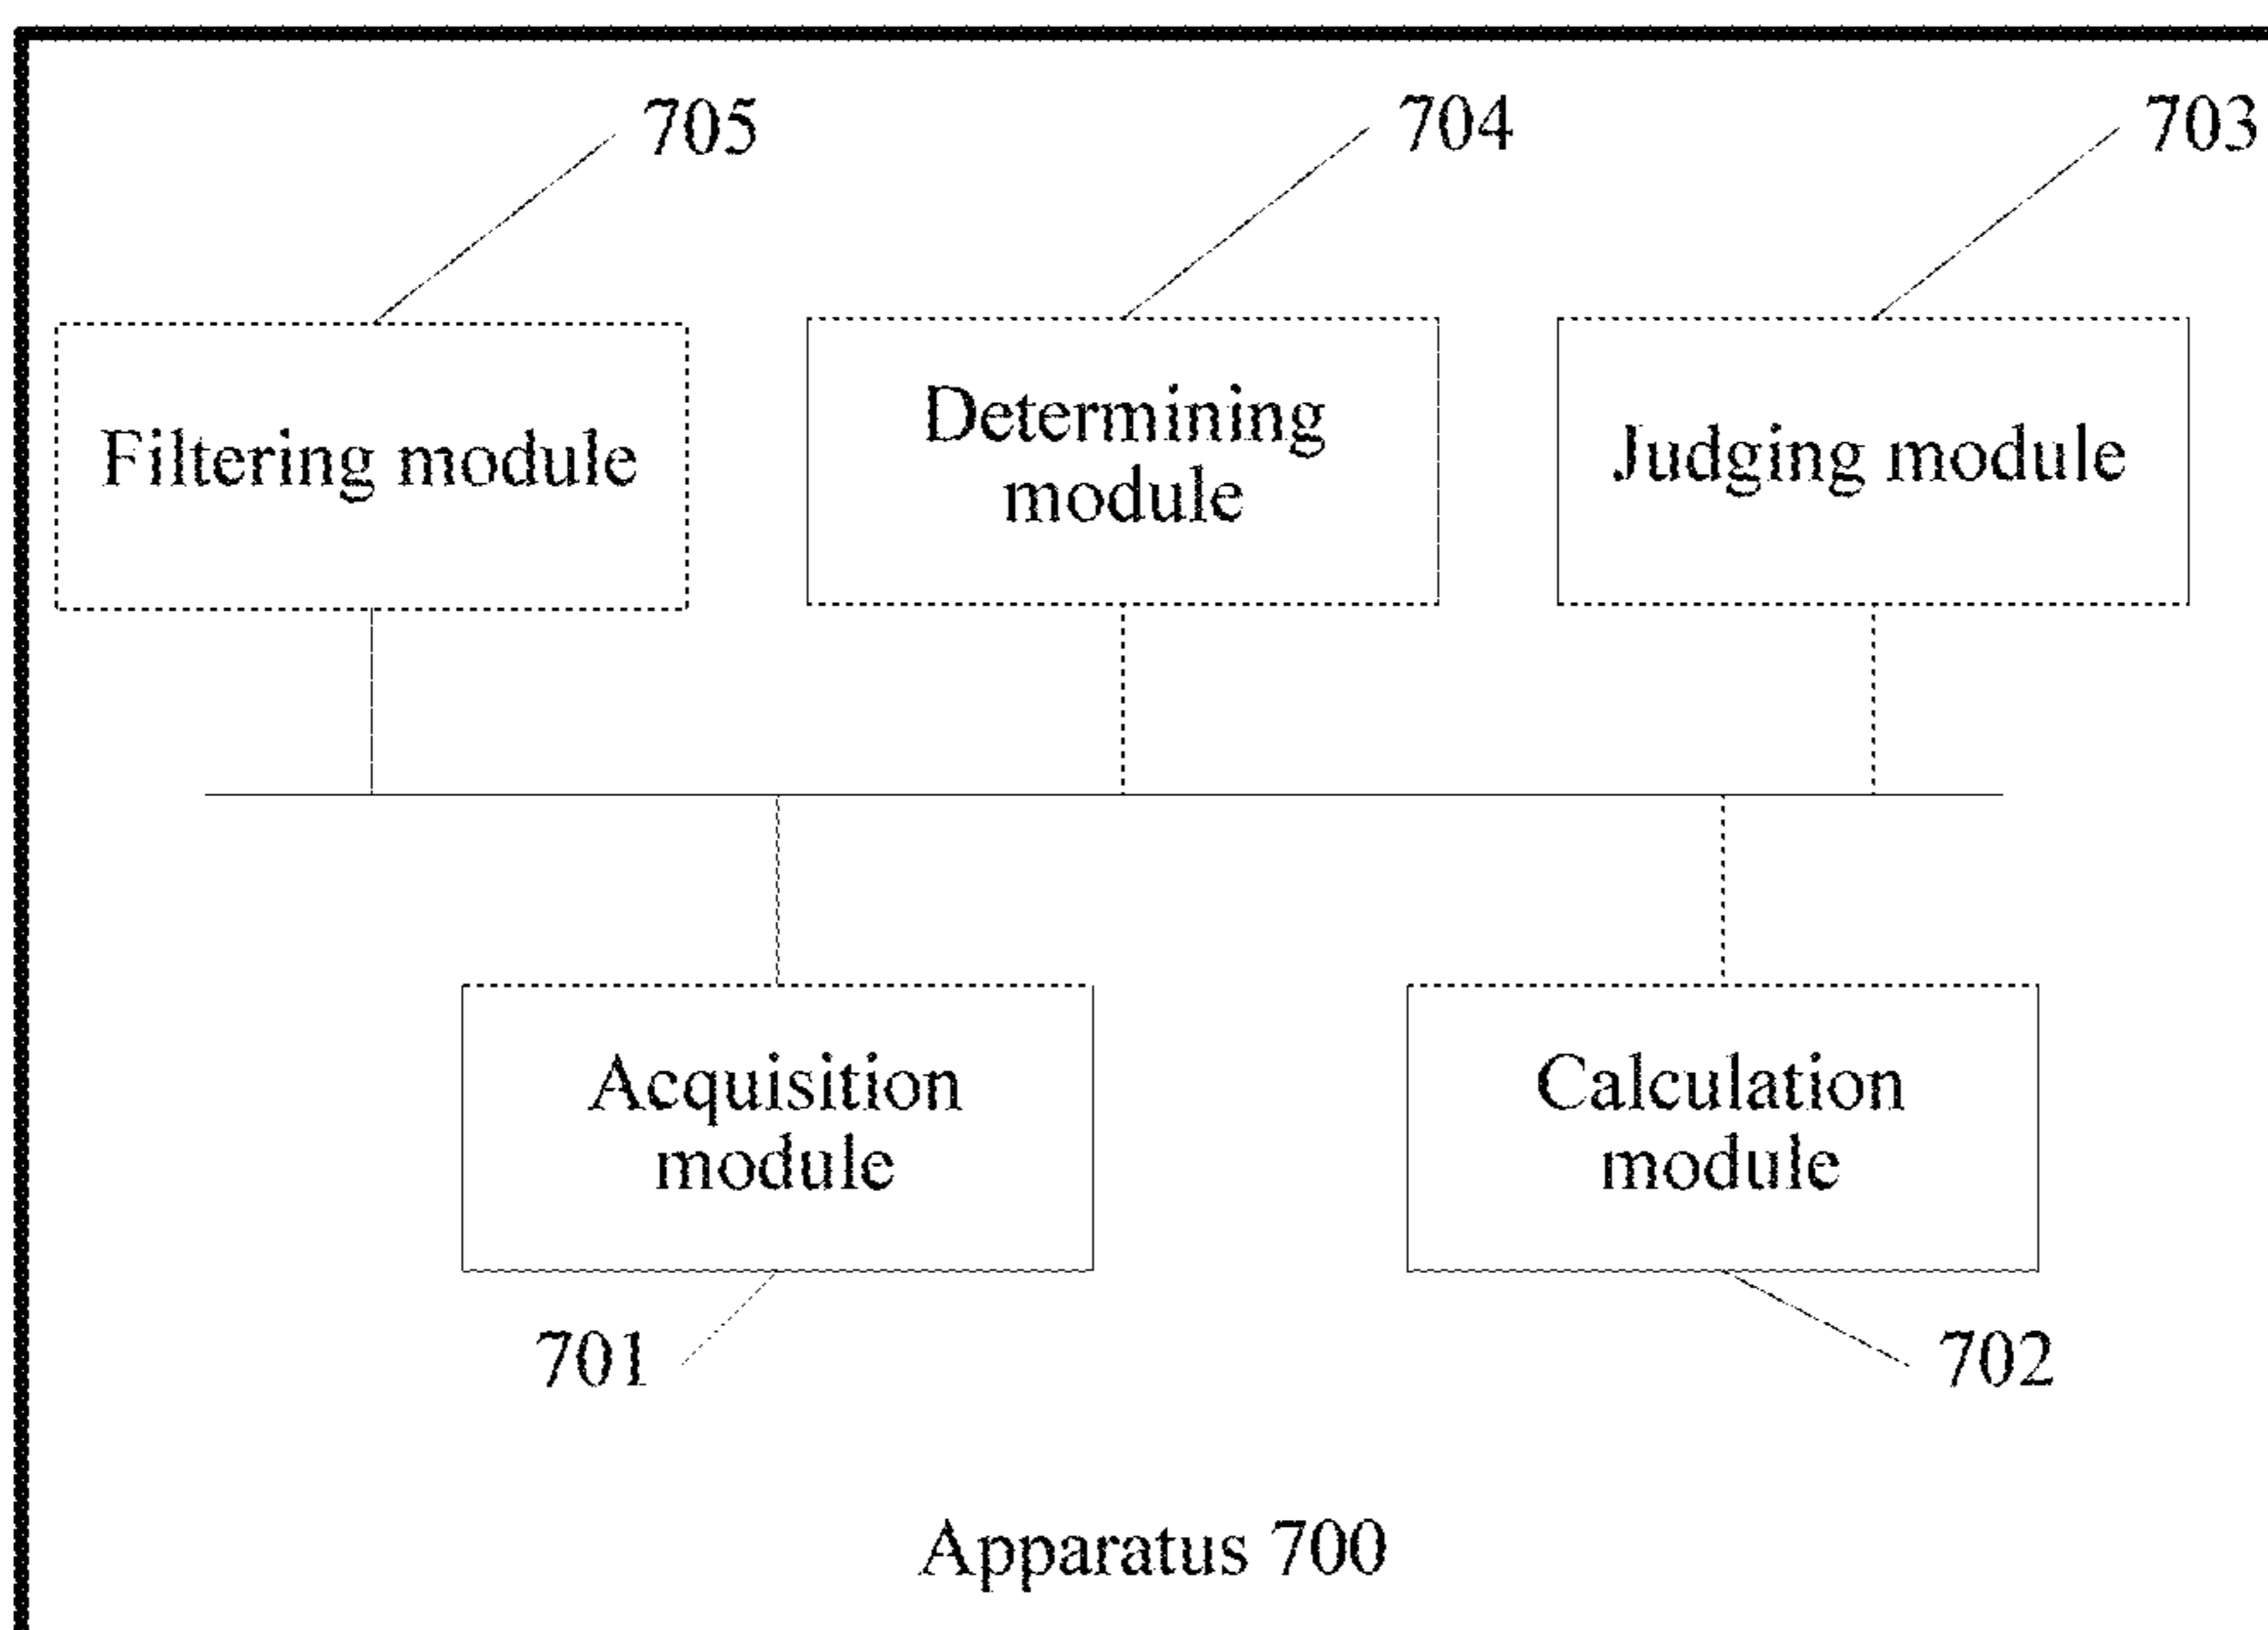 705
704
703
Filtering module
Determining
module
Judging module
Acquisition
module
Calculation
module
701
702
Apparatus 700